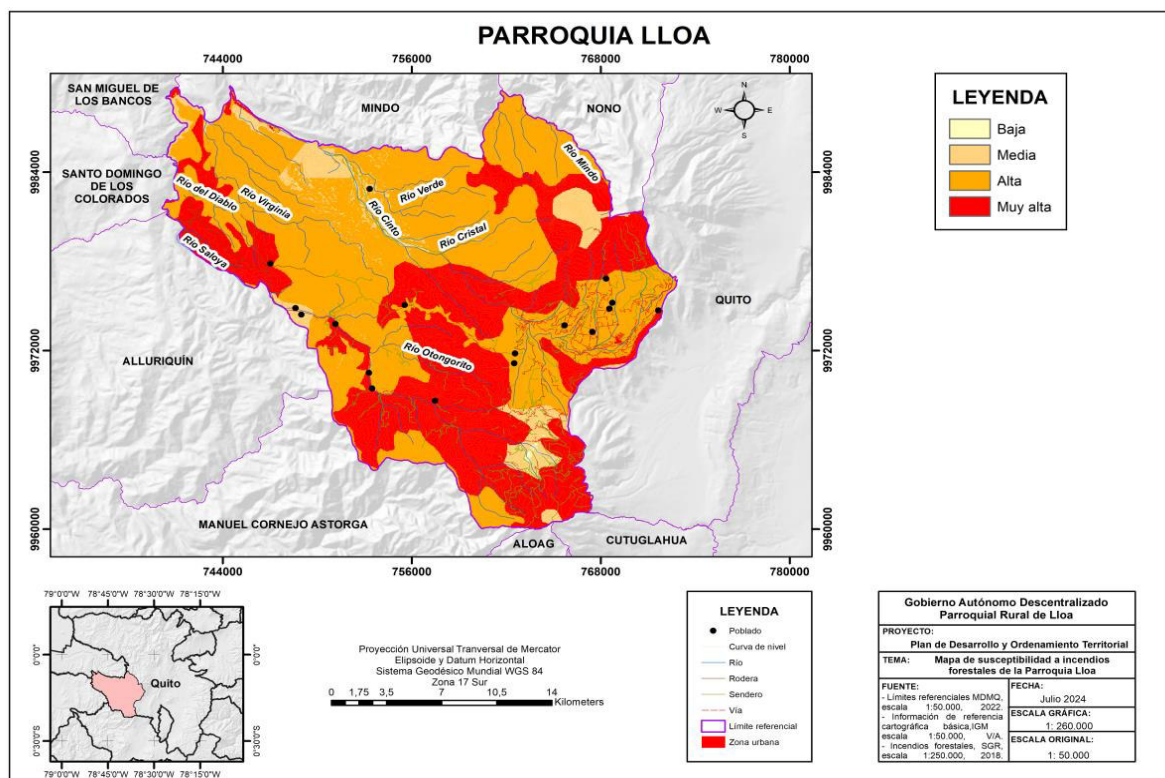 PARROQUIA LLOA
744000
756000
768000
780000
SAN MIGUEL DE
LOS BANCOS
MINDO
NONO
N
W
E
S
9984000
9984000
SANTO DOMINGO
DE LOS
COLORADOS
Río Mindo
Río Verde
Río del Diablo
Río Virginia
Río Cinto
Río Cristal
Río Saloya
QUITO
ALLURIQUÍN
9972000
9972000
Río Otongorito
MANUEL CORNEJO ASTORGA
ALOAG
CUTUGLAHUA
9960000
9960000
744000
756000
768000
780000
LEYENDA
Baja
Media
Alta
Muy alta
79°0'0"W
78°45'0"W
78°30'0"W
78°15'0"W
0°0'0"
0°0'0"
Quito
0°30'0"S
0°30'0"S
79°0'0"W
78°45'0"W
78°30'0"W
78°15'0"W
Proyección Universal Tranversal de Mercator
Elipsoide y Datum Horizontal
Sistema Geodésico Mundial WGS 84
Zona 17 Sur
0 1,75 3,5 7 10,5 14
Kilometers
LEYENDA
Poblado
Curva de nivel
Río
Rodera
Sendero
Vía
Límite referencial
Zona urbana
Gobierno Autónomo Descentralizado
Parroquial Rural de Lloa
PROYECTO:
Plan de Desarrollo y Ordenamiento Territorial
TEMA: Mapa de susceptibilidad a incendios
forestales de la Parroquia Lloa
FUENTE:
- Límites referenciales MDMQ,
escala 1:50.000, 2022.
- Información de referencia
cartográfica básica,IGM
escala 1:50.000, V/A.
- Incendios forestales, SGR,
escala 1:250.000, 2018.
FECHA:
Julio 2024
ESCALA GRÁFICA:
1: 260.000
ESCALA ORIGINAL:
1: 50.000